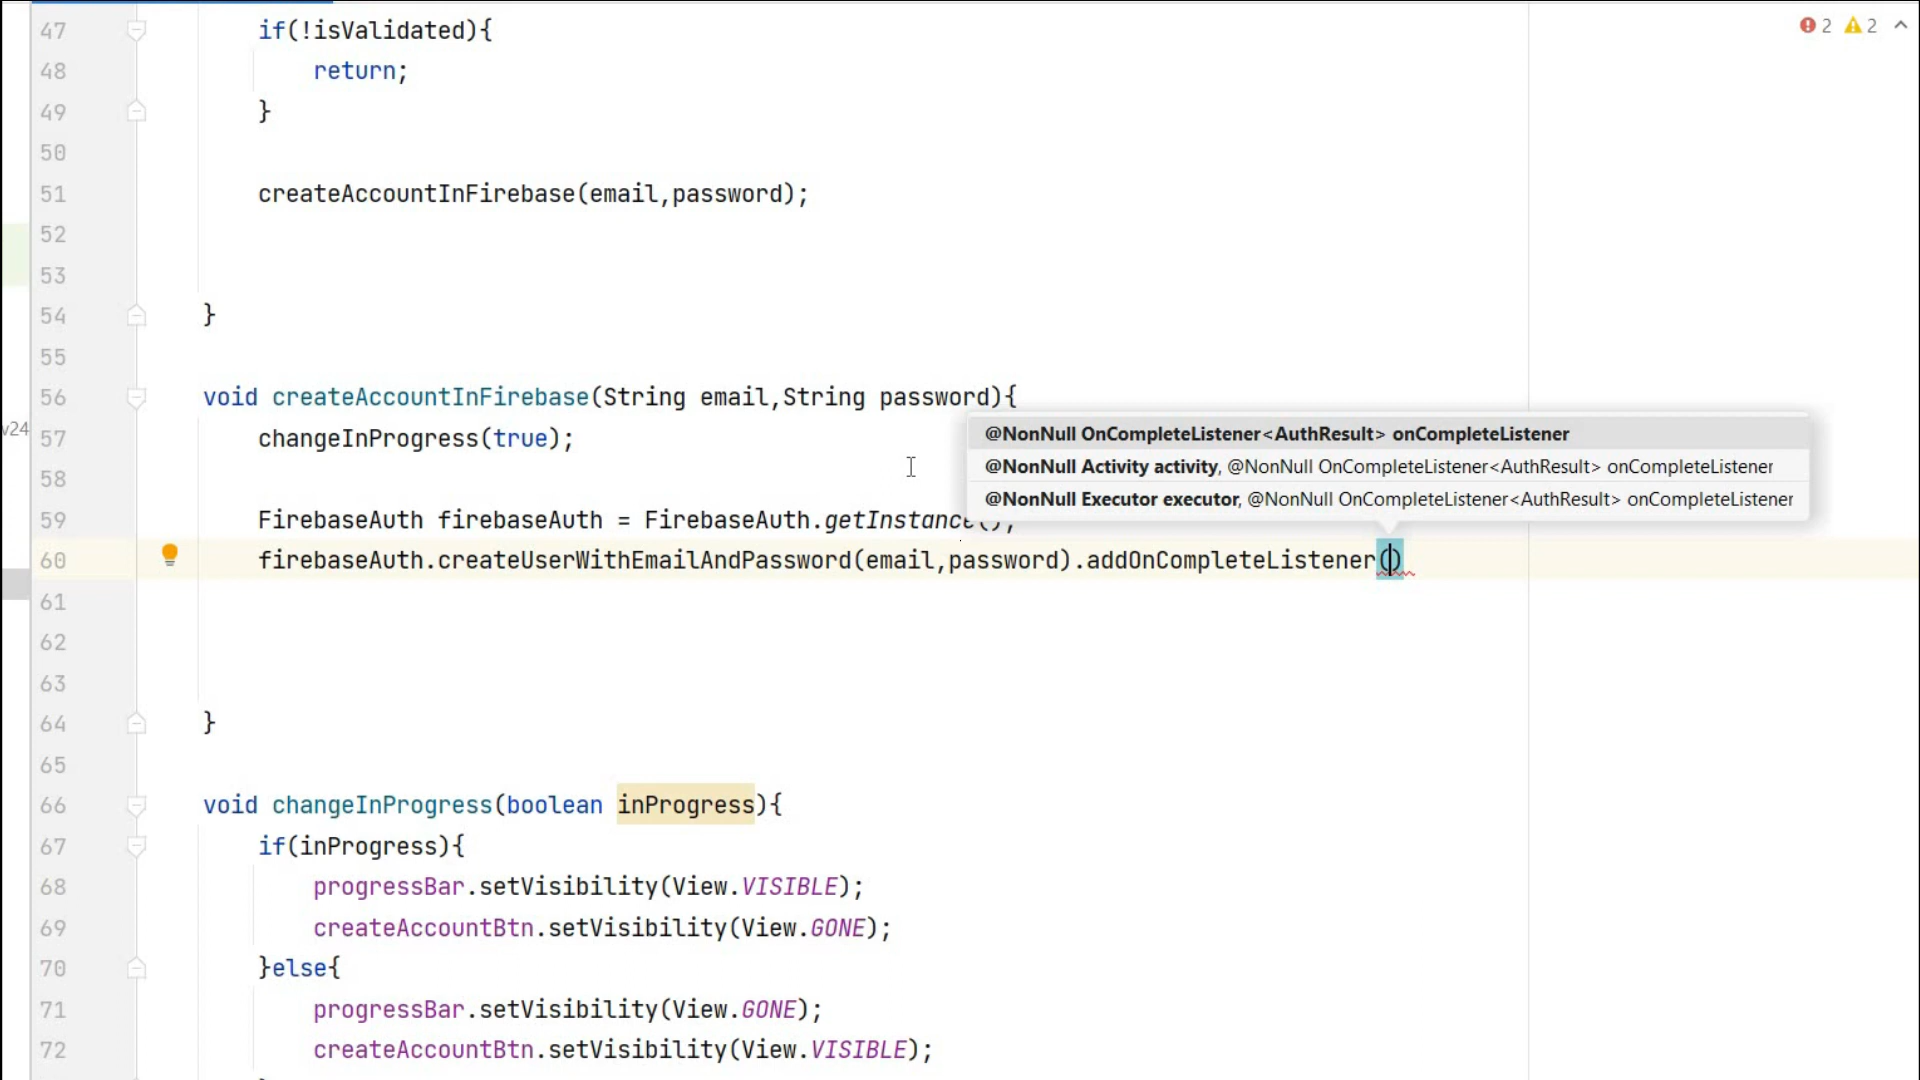 47 if(!isValidated){ 2 2
48 return;
49 }
50
51 createAccountInFirebase(email,password);
52
53
54 }
55
56 void createAccountInFirebase(String email,String password){
v24 57 changeInProgress(true);
@NonNull OnCompleteListener<AuthResult> onCompleteListener
@NonNull Activity activity, @NonNull OnCompleteListener<AuthResult> onCompleteListener
@NonNull Executor executor, @NonNull OnCompleteListener<AuthResult> onCompleteListener
58
59 FirebaseAuth firebaseAuth = FirebaseAuth.getInstance();
60 firebaseAuth.createUserWithEmailAndPassword(email,password).addOnCompleteListener()
61
62
63
64 }
65
66 void changeInProgress(boolean inProgress){
67 if(inProgress){
68 progressBar.setVisibility(View.VISIBLE);
69 createAccountBtn.setVisibility(View.GONE);
70 }else{
71 progressBar.setVisibility(View.GONE);
72 createAccountBtn.setVisibility(View.VISIBLE);